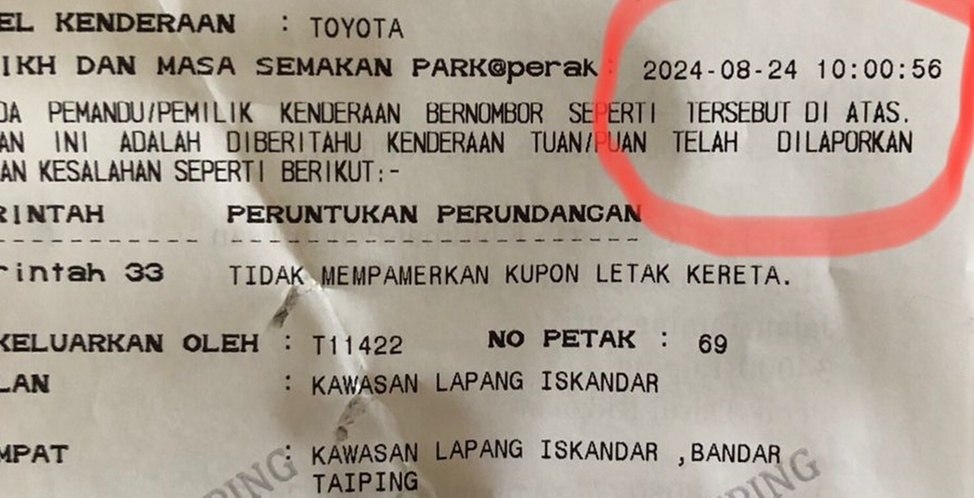 EL KENDERAAN : TOYOTA
IKH DAN MASA SEMAKAN PARK@perak: 2024-08-24 10:00:56
DA PEMANDU/PEMILIK KENDERAAN BERNOMBOR SEPERTI TERSEBUT DI ATAS.
AN INI ADALAH DIBERITAHU KENDERAAN TUAN/PUAN TELAH DILAPORKAN
AN KESALAHAN SEPERTI BERIKUT:-
RINTAH PERUNTUKAN PERUNDANGAN
rintah 33 TIDAK MEMPAMERKAN KUPON LETAK KERETA.
KELUARKAN OLEH : T11422 NO PETAK : 69
LAN : KAWASAN LAPANG ISKANDAR
MPAT : KAWASAN LAPANG ISKANDAR ,BANDAR
TAIPING
PING
PING